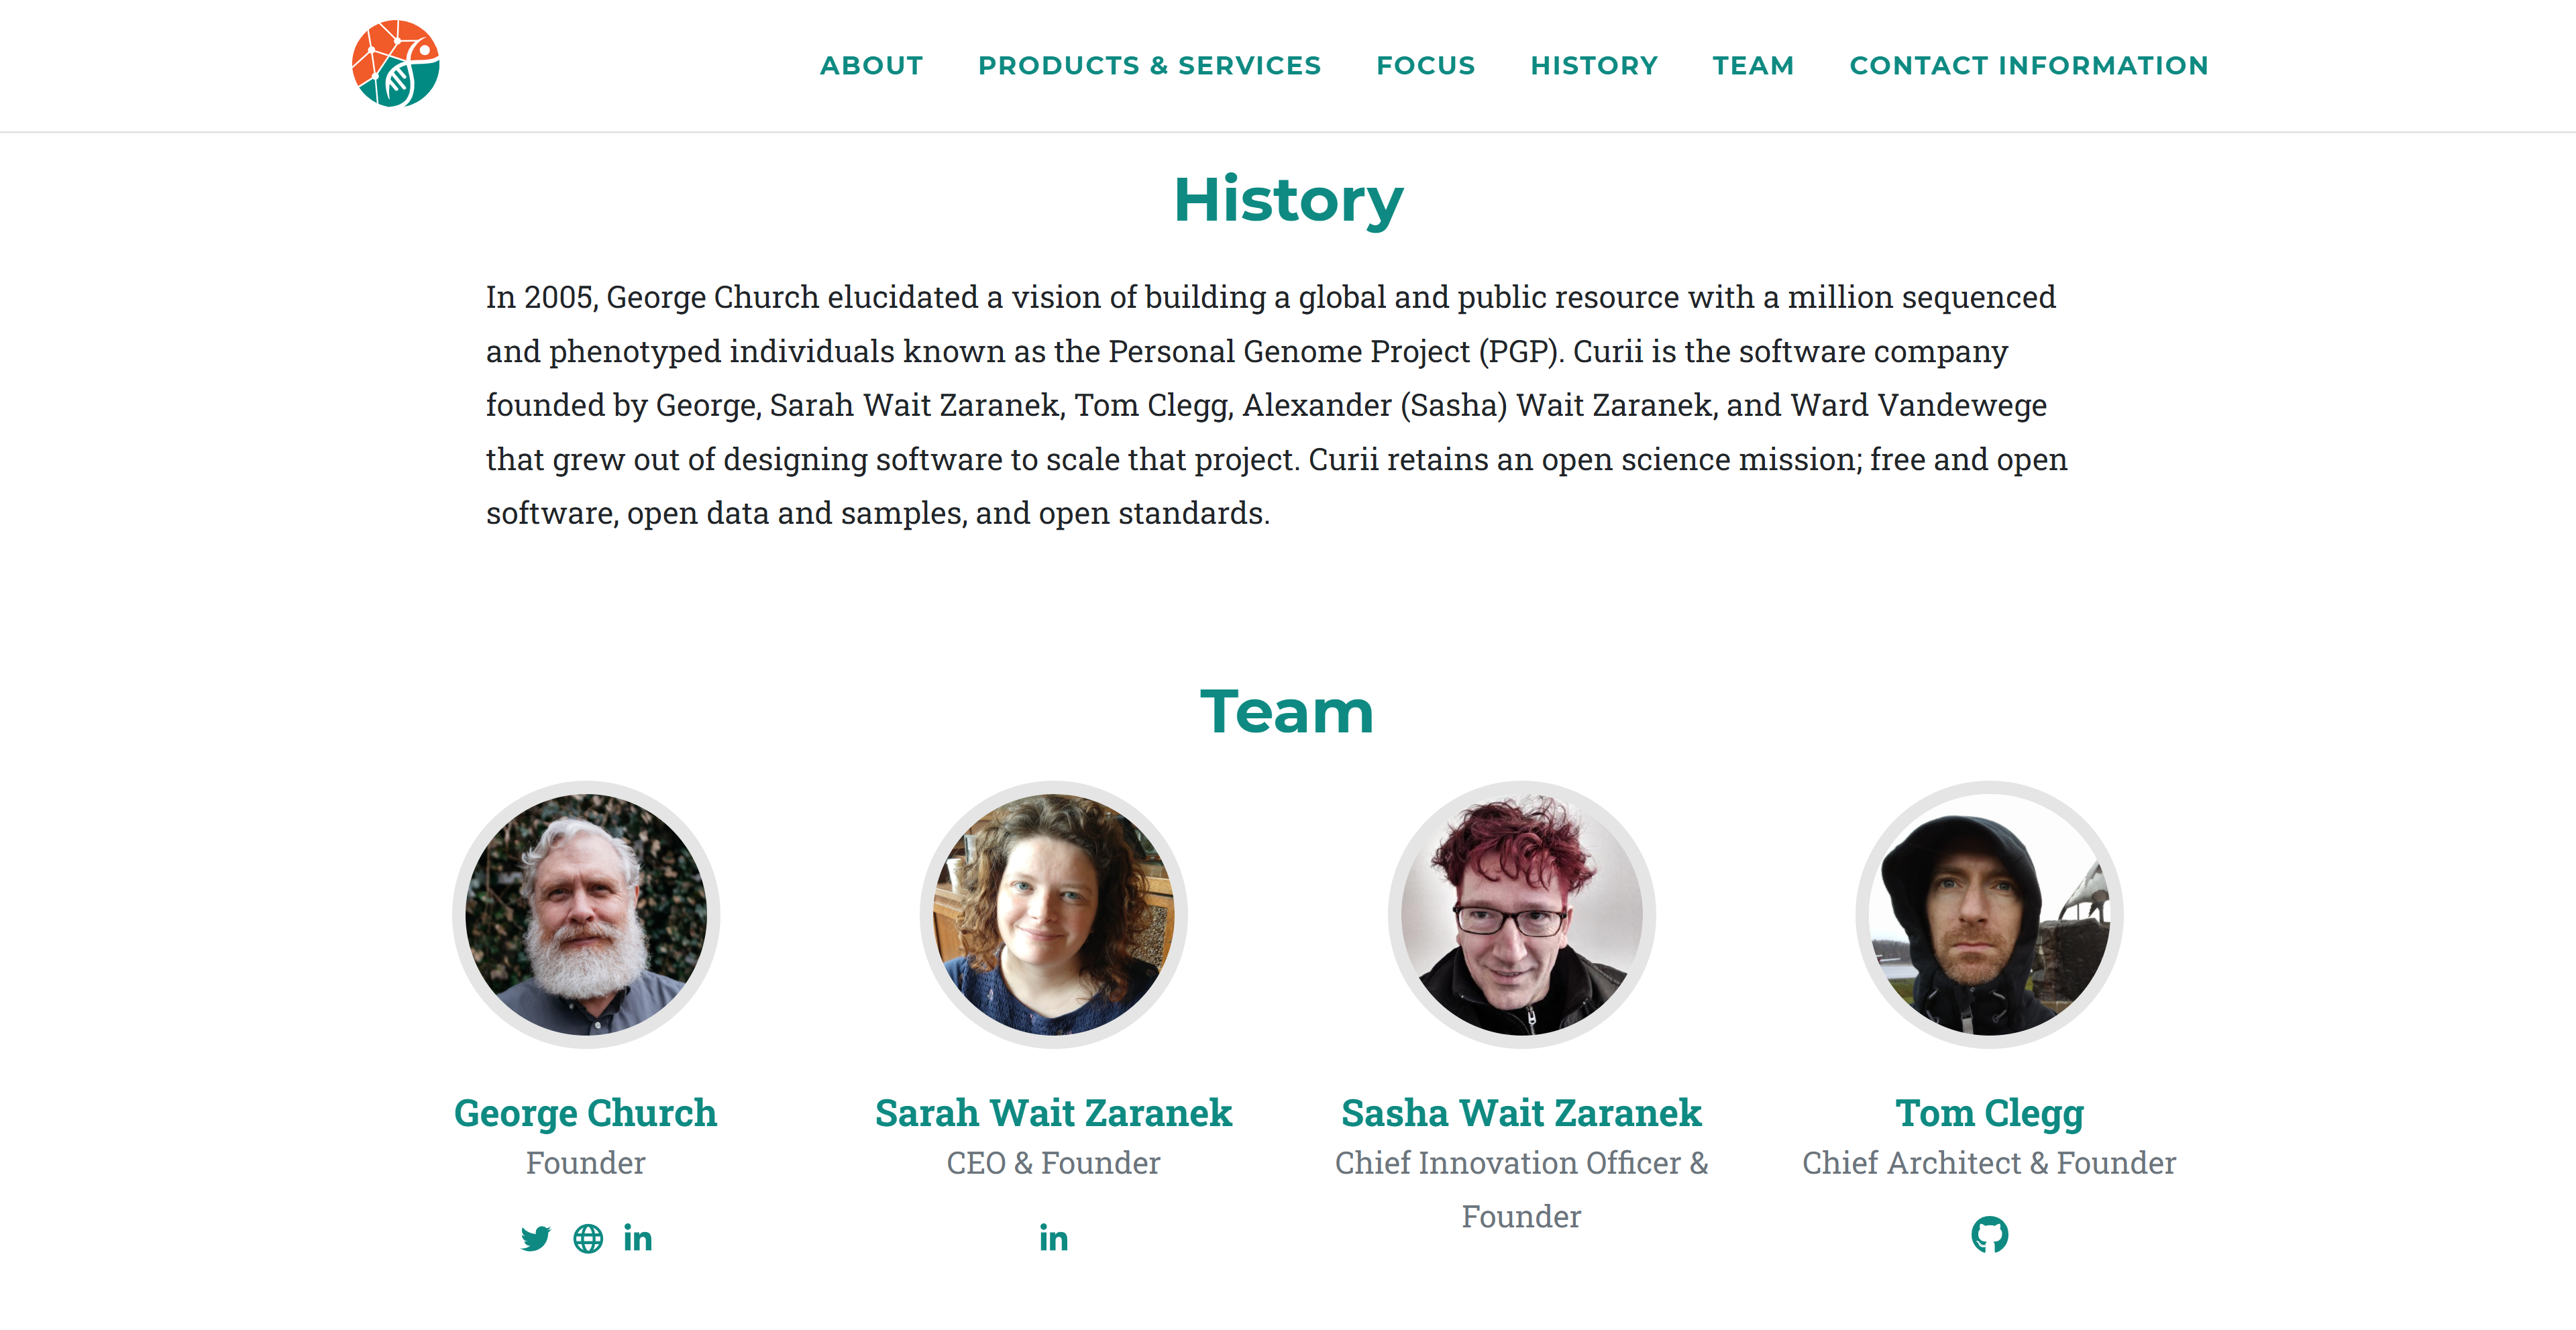 ABOUT PRODUCTS & SERVICES FOCUS HISTORY TEAM CONTACT INFORMATION
History
In 2005, George Church elucidated a vision of building a global and public resource with a million sequenced
and phenotyped individuals known as the Personal Genome Project (PGP). Curii is the software company
founded by George, Sarah Wait Zaranek, Tom Clegg, Alexander (Sasha) Wait Zaranek, and Ward Vandewege
that grew out of designing software to scale that project. Curii retains an open science mission; free and open
software, open data and samples, and open standards.
Team
George Church
Founder
Sarah Wait Zaranek
CEO & Founder
Sasha Wait Zaranek
Chief Innovation Officer &
Founder
Tom Clegg
Chief Architect & Founder